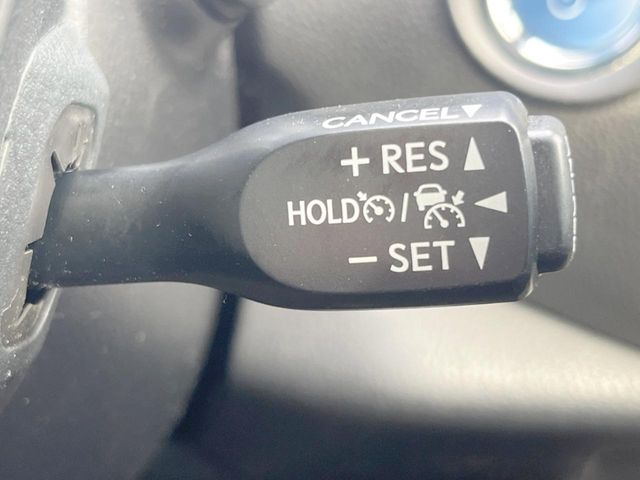 CANCEL▼
+ RES ▲
HOLD / ◀
- SET ▼